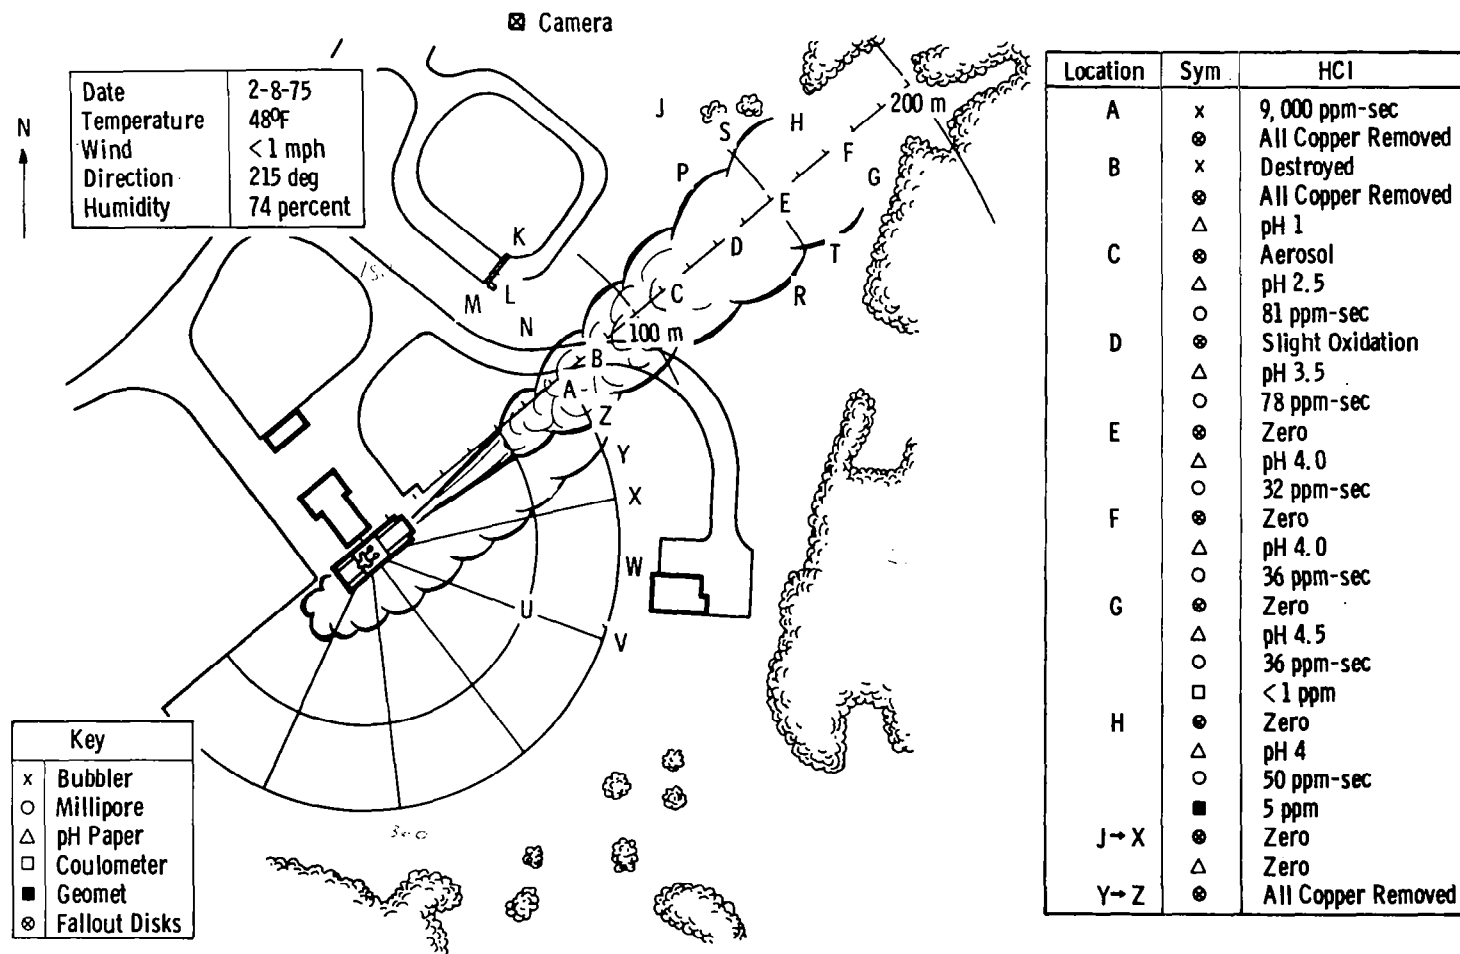 ⊗ Camera
Date 2-8-75
Temperature 48ºF
Wind < 1 mph
Direction 215 deg
Humidity 74 percent
N
J
S
H
200 m
F
P
G
E
K
D
T
M
L
C
R
N
100 m
B
A
Z
Y
X
W
U
V
Key
x Bubbler
○ Millipore
△ pH Paper
□ Coulometer
■ Geomet
⊗ Fallout Disks
Location Sym HCl
A x 9,000 ppm-sec
⊗ All Copper Removed
B x Destroyed
⊗ All Copper Removed
△ pH 1
C ⊗ Aerosol
△ pH 2.5
○ 81 ppm-sec
D ⊗ Slight Oxidation
△ pH 3.5
○ 78 ppm-sec
E ⊗ Zero
△ pH 4.0
○ 32 ppm-sec
F ⊗ Zero
△ pH 4.0
○ 36 ppm-sec
G ⊗ Zero
△ pH 4.5
○ 36 ppm-sec
□ < 1 ppm
H ⊗ Zero
△ pH 4
○ 50 ppm-sec
■ 5 ppm
J→X ⊗ Zero
△ Zero
Y→Z ⊗ All Copper Removed